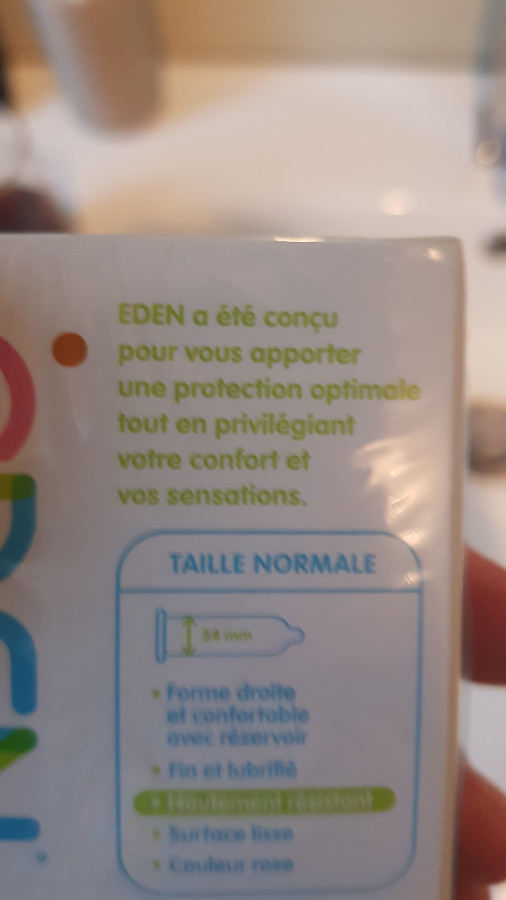 EDEN a été conçu
pour vous apporter
une protection optimale
tout en privilégiant
votre confort et
vos sensations.
TAILLE NORMALE
mm
Forme droite
et confortable
avec réservoir
Fin et lubrifié
Hautement résistant
Surface lisse
Couleur rose